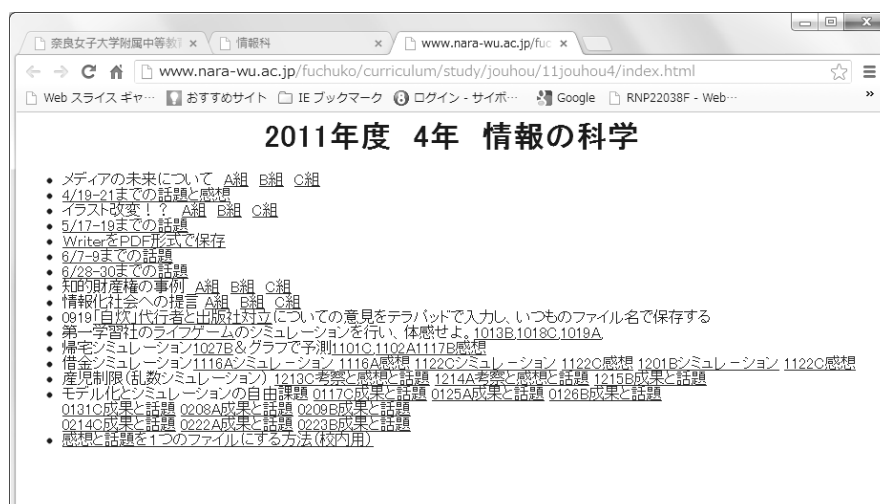 奈良女子大学附属中等教
情報科
www.nara-wu.ac.jp/fuc
www.nara-wu.ac.jp/fuchuko/curriculum/study/jouhou/11jouhou4/index.html
Web スライス ギャ… おすすめサイト IE ブックマーク ログイン - サイボ… Google RNP22038F - Web… »
2011年度 4年 情報の科学
• メディアの未来について A組 B組 C組
• 4/19-21までの話題と感想
• イラスト改変！？ A組 B組 C組
• 5/17-19までの話題
• WriterをPDF形式で保存
• 6/7-9までの話題
• 6/28-30までの話題
• 知的財産権の事例 A組 B組 C組
• 情報化社会への提言 A組 B組 C組
• 0919「自炊」代行者と出版社対立についての意見をテラパッドで入力し、いつものファイル名で保存する
• 第一学習社のライフゲームのシミュレーションを行い、体感せよ。1013B,1018C,1019A
• 帰宅シミュレーション1027B＆グラフで予測1101C,1102A1117B感想
• 借金シミュレーション1116Aシミュレーション 1116A感想 1122Cシミュレーション 1122C感想 1201Bシミュレーション 1122C感想
• 産児制限（乱数シミュレーション） 1213C考察と感想と話題 1214A考察と感想と話題 1215B成果と話題
• モデル化とシミュレーションの自由課題 0117C成果と話題 0125A成果と話題 0126B成果と話題
0131C成果と話題 0208A成果と話題 0209B成果と話題
0214C成果と話題 0222A成果と話題 0223B成果と話題
• 感想と話題を1つのファイルにする方法（校内用）